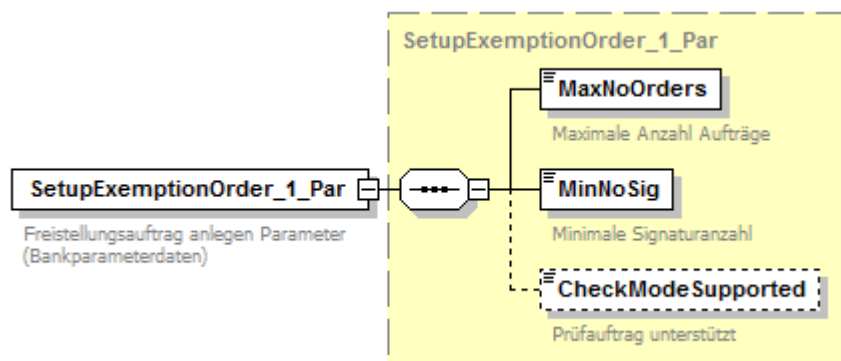 SetupExemptionOrder_1_Par
MaxNoOrders
Maximale Anzahl Aufträge
SetupExemptionOrder_1_Par
Freistellungsauftrag anlegen Parameter
(Bankparameterdaten)
MinNoSig
Minimale Signaturanzahl
CheckModeSupported
Prüfauftrag unterstützt